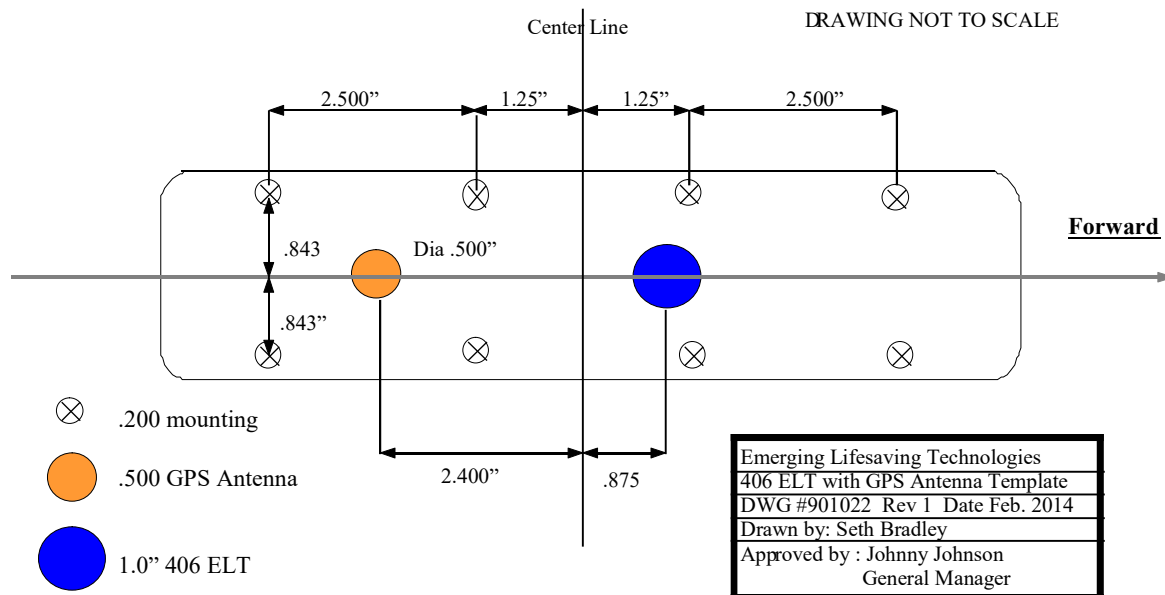 Center Line
DRAWING NOT TO SCALE
2.500”
1.25”
1.25”
2.500”
Forward
.843
Dia .500”
.843”
.200 mounting
.500 GPS Antenna
1.0” 406 ELT
2.400”
.875
Emerging Lifesaving Technologies
406 ELT with GPS Antenna Template
DWG #901022 Rev 1 Date Feb. 2014
Drawn by: Seth Bradley
Approved by : Johnny Johnson
General Manager